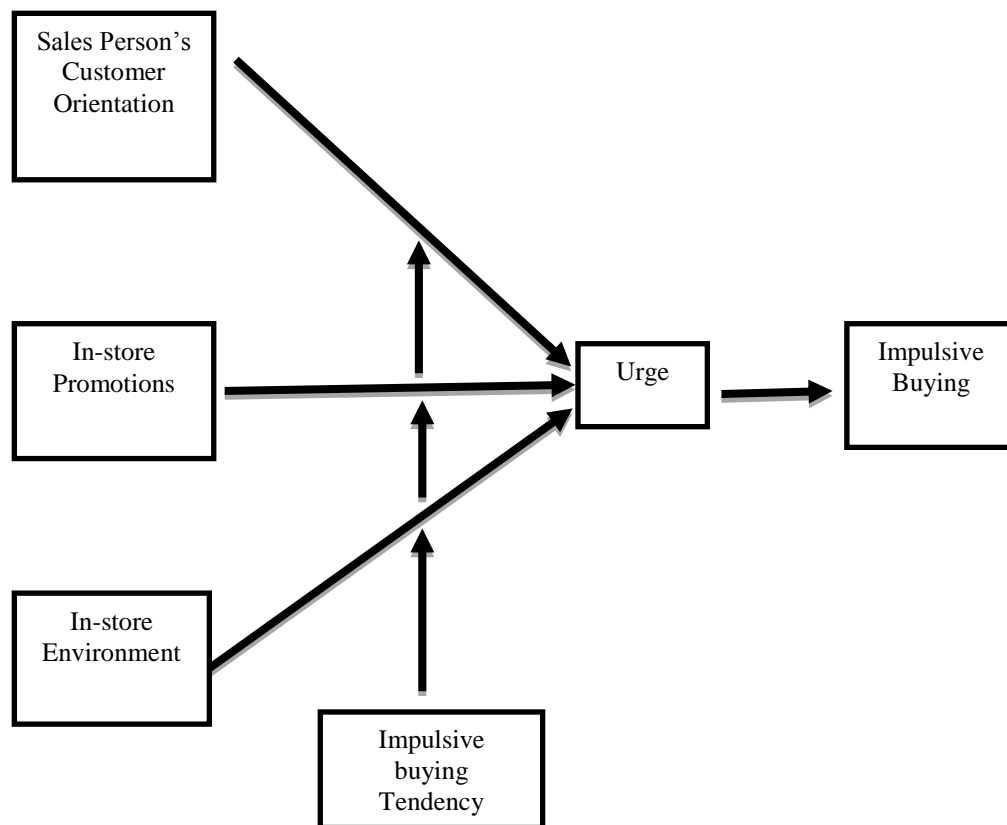 Sales Person’s
Customer
Orientation
In-store
Promotions
Urge
Impulsive
Buying
In-store
Environment
Impulsive
buying
Tendency